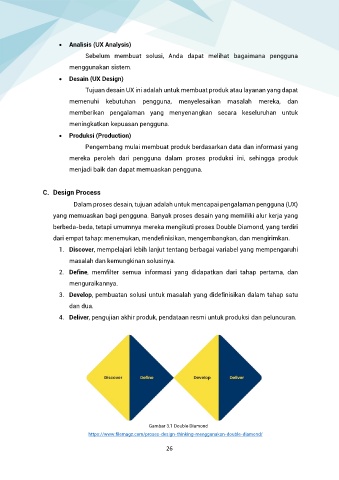 • Analisis (UX Analysis)
Sebelum membuat solusi, Anda dapat melihat bagaimana pengguna
menggunakan sistem.
• Desain (UX Design)
Tujuan desain UX ini adalah untuk membuat produk atau layanan yang dapat
memenuhi kebutuhan pengguna, menyelesaikan masalah mereka, dan
memberikan pengalaman yang menyenangkan secara keseluruhan untuk
meningkatkan kepuasan pengguna.
• Produksi (Production)
Pengembang mulai membuat produk berdasarkan data dan informasi yang
mereka peroleh dari pengguna dalam proses produksi ini, sehingga produk
menjadi baik dan dapat memuaskan pengguna.
C. Design Process
Dalam proses desain, tujuan adalah untuk mencapai pengalaman pengguna (UX)
yang memuaskan bagi pengguna. Banyak proses desain yang memiliki alur kerja yang
berbeda-beda, tetapi umumnya mereka mengikuti proses Double Diamond, yang terdiri
dari empat tahap: menemukan, mendefinisikan, mengembangkan, dan mengirimkan.
1. Discover, mempelajari lebih lanjut tentang berbagai variabel yang mempengaruhi
masalah dan kemungkinan solusinya.
2. Define, memfilter semua informasi yang didapatkan dari tahap pertama, dan
menguraikannya.
3. Develop, pembuatan solusi untuk masalah yang didefinisikan dalam tahap satu
dan dua.
4. Deliver, pengujian akhir produk, pendataan resmi untuk produksi dan peluncuran.
Discover Define Develop Deliver
Gambar 3.1 Double Diamond
https://www.filemagz.com/proses-design-thinking-menggunakan-double-diamond/
26